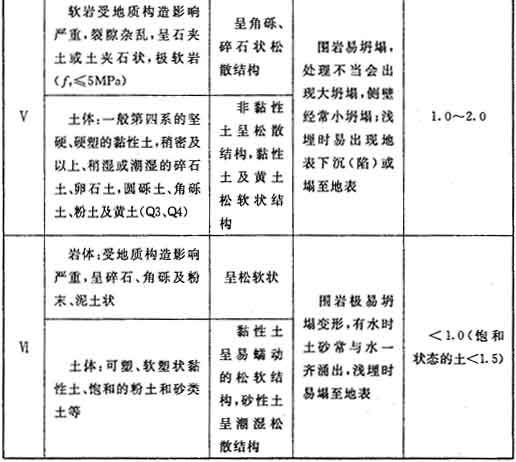 V
软岩受地质构造影响
严重，裂隙杂乱，呈石夹
土或土夹石状，极软岩
(fr≤5MPa)
呈角砾、
碎石状松
散结构
土体：一般第四系的坚
硬、硬塑的黏性土，稍密及
以上、稍湿或潮湿的碎石
土、卵石土，圆砾土、角砾
土、粉土及黄土(Q3、Q4)
非黏性
土呈松散
结构，黏性
土及黄土
松软状结
构
围岩易坍塌，
处理不当会出
现大坍塌，侧壁
经常小坍塌；浅
埋时易出现地
表下沉(陷)或
塌至地表
1.0～2.0
Ⅵ
岩体：受地质构造影响
严重，呈碎石、角砾及粉
末、泥土状
呈松软状
土体：可塑、软塑状黏
性土、饱和的粉土和砂类
土等
黏性土
呈易蠕动
的松软结
构，砂性土
呈潮湿松
散结构
围岩极易坍
塌变形，有水时
土砂常与水一
齐涌出，浅埋时
易塌至地表
＜1.0(饱和
状态的土＜1.5)